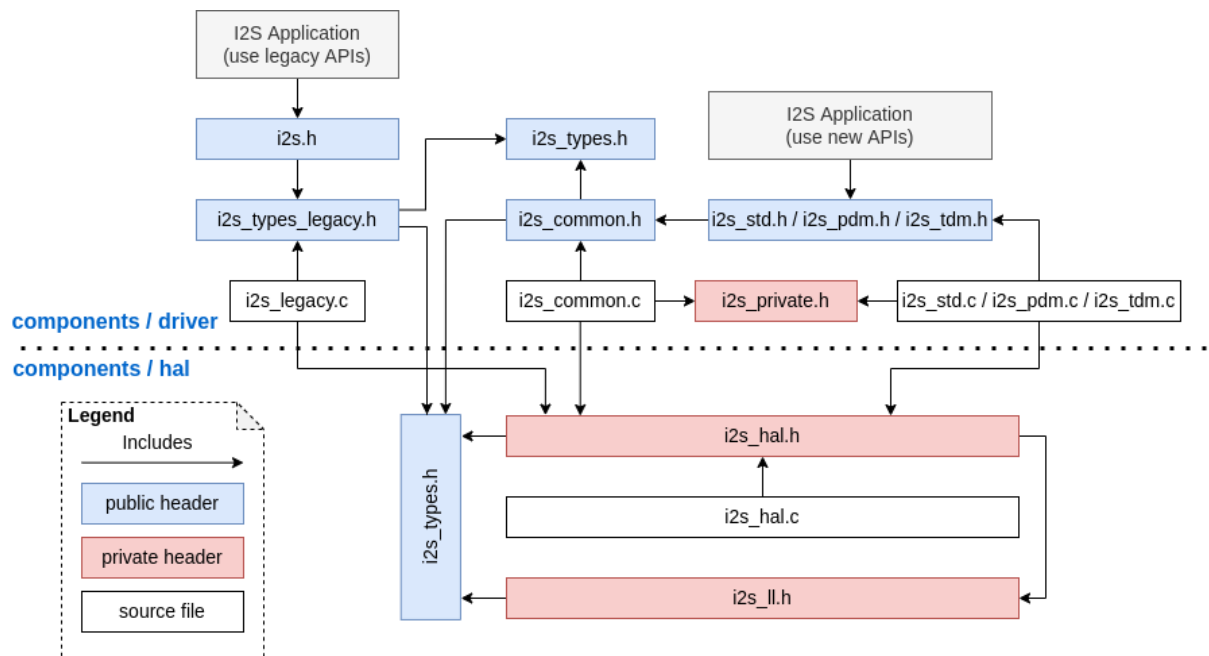 I2S Application
(use legacy APIs)
I2S Application
(use new APIs)
i2s.h
i2s_types.h
i2s_types_legacy.h
i2s_common.h
i2s_std.h / i2s_pdm.h / i2s_tdm.h
i2s_legacy.c
i2s_common.c
i2s_private.h
i2s_std.c / i2s_pdm.c / i2s_tdm.c
components / driver
components / hal
Legend
Includes
public header
private header
source file
i2s_types.h
i2s_hal.h
i2s_hal.c
i2s_ll.h